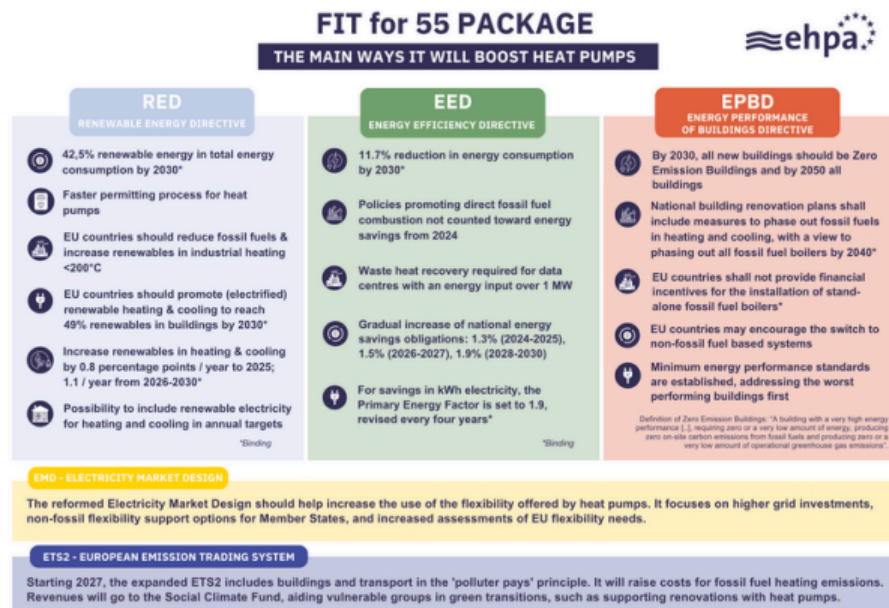 FIT for 55 PACKAGE
THE MAIN WAYS IT WILL BOOST HEAT PUMPS
ehpa
RED
RENEWABLE ENERGY DIRECTIVE
42,5% renewable energy in total energy
consumption by 2030*
Faster permitting process for heat
pumps
EU countries should reduce fossil fuels &
increase renewables in industrial heating
<200°C
EU countries should promote (electrified)
renewable heating & cooling to reach
49% renewables in buildings by 2030*
Increase renewables in heating & cooling
by 0.8 percentage points / year to 2025;
1.1 / year from 2026-2030*
Possibility to include renewable electricity
for heating and cooling in annual targets
*Binding
EED
ENERGY EFFICIENCY DIRECTIVE
11.7% reduction in energy consumption
by 2030*
Policies promoting direct fossil fuel
combustion not counted toward energy
savings from 2024
Waste heat recovery required for data
centres with an energy input over 1 MW
Gradual increase of national energy
savings obligations: 1.3% (2024-2025),
1.5% (2026-2027), 1.9% (2028-2030)
For savings in kWh electricity, the
Primary Energy Factor is set to 1.9,
revised every four years*
*Binding
EPBD
ENERGY PERFORMANCE
OF BUILDINGS DIRECTIVE
By 2030, all new buildings should be Zero
Emission Buildings and by 2050 all
buildings
National building renovation plans shall
include measures to phase out fossil fuels
in heating and cooling, with a view to
phasing out all fossil fuel boilers by 2040*
EU countries shall not provide financial
incentives for the installation of stand-
alone fossil fuel boilers*
EU countries may encourage the switch to
non-fossil fuel based systems
Minimum energy performance standards
are established, addressing the worst
performing buildings first
Definition of Zero Emission Buildings: "A building with a very high energy
performance [..], requiring zero or a very low amount of energy, producing
zero on-site carbon emissions from fossil fuels and producing zero or a
very low amount of operational greenhouse gas emissions".
EMD - ELECTRICITY MARKET DESIGN
The reformed Electricity Market Design should help increase the use of the flexibility offered by heat pumps. It focuses on higher grid investments,
non-fossil flexibility support options for Member States, and increased assessments of EU flexibility needs.
ETS2 - EUROPEAN EMISSION TRADING SYSTEM
Starting 2027, the expanded ETS2 includes buildings and transport in the 'polluter pays' principle. It will raise costs for fossil fuel heating emissions.
Revenues will go to the Social Climate Fund, aiding vulnerable groups in green transitions, such as supporting renovations with heat pumps.